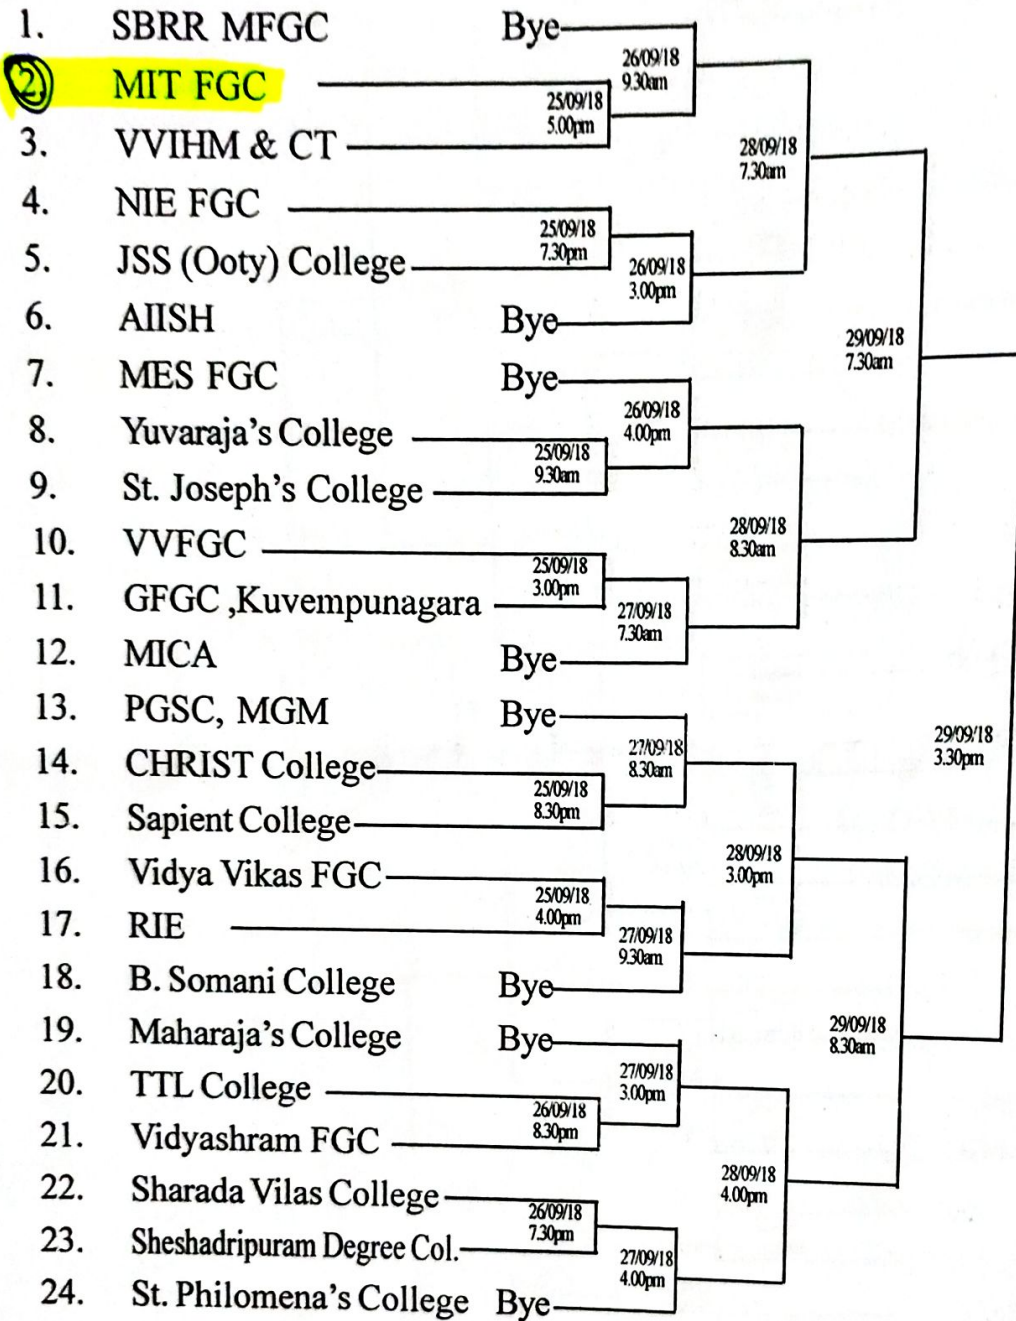 1. SBRR MFGC Bye
26/09/18
9.30am
2. MIT FGC
25/09/18
5.00pm
3. VVIHM & CT
28/09/18
7.30am
4. NIE FGC
25/09/18
7.30pm
5. JSS (Ooty) College
26/09/18
3.00pm
6. AIISH Bye
29/09/18
7.30am
7. MES FGC Bye
26/09/18
4.00pm
8. Yuvaraja's College
25/09/18
9.30am
9. St. Joseph's College
28/09/18
8.30am
10. VVFGC
25/09/18
3.00pm
11. GFGC ,Kuvempunagara
27/09/18
7.30am
12. MICA Bye
13. PGSC, MGM Bye
29/09/18
3.30pm
27/09/18
8.30am
14. CHRIST College
25/09/18
8.30pm
15. Sapient College
28/09/18
3.00pm
16. Vidya Vikas FGC
25/09/18
4.00pm
17. RIE
27/09/18
9.30am
18. B. Somani College Bye
29/09/18
8.30am
19. Maharaja's College Bye
27/09/18
3.00pm
20. TTL College
26/09/18
8.30pm
21. Vidyashram FGC
28/09/18
4.00pm
22. Sharada Vilas College
26/09/18
7.30pm
23. Sheshadripuram Degree Col.
27/09/18
4.00pm
24. St. Philomena's College Bye